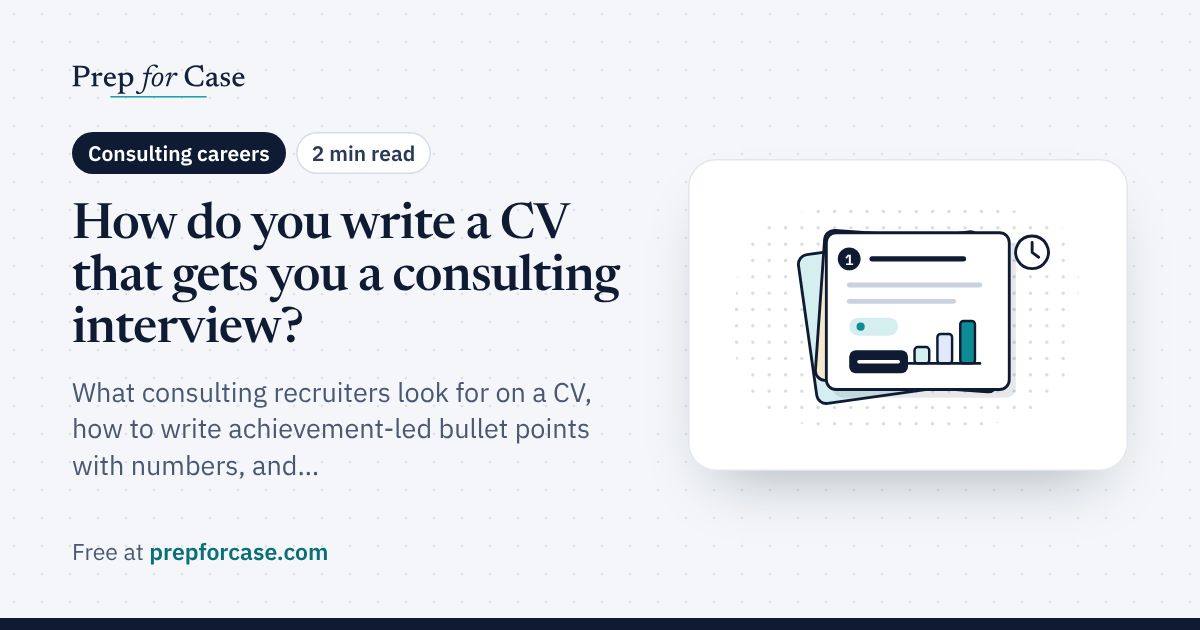 Prep for Case
Consulting careers
2 min read
How do you write a CV
that gets you a consulting
interview?
What consulting recruiters look for on a CV,
how to write achievement-led bullet points
with numbers, and...
1
Free at prepforcase.com